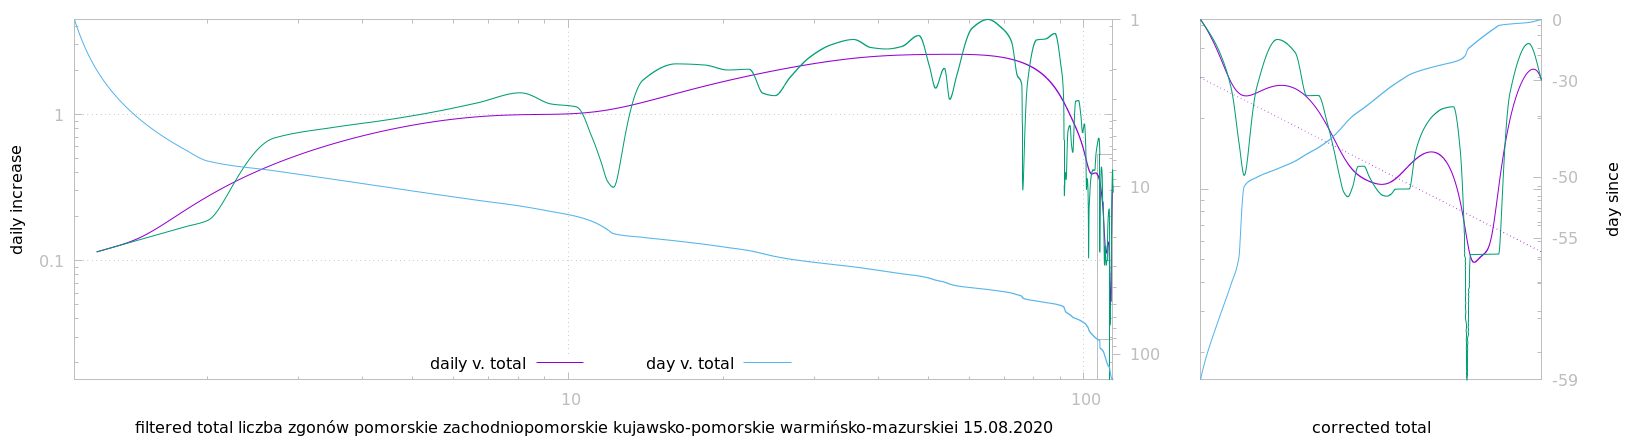 1
0.1
daily increase
daily v. total
day v. total
10
100
1
10
100
filtered total liczba zgonów pomorskie zachodniopomorskie kujawsko-pomorskie warmińsko-mazurskiei 15.08.2020
0
-30
-50
-55
-59
day since
corrected total